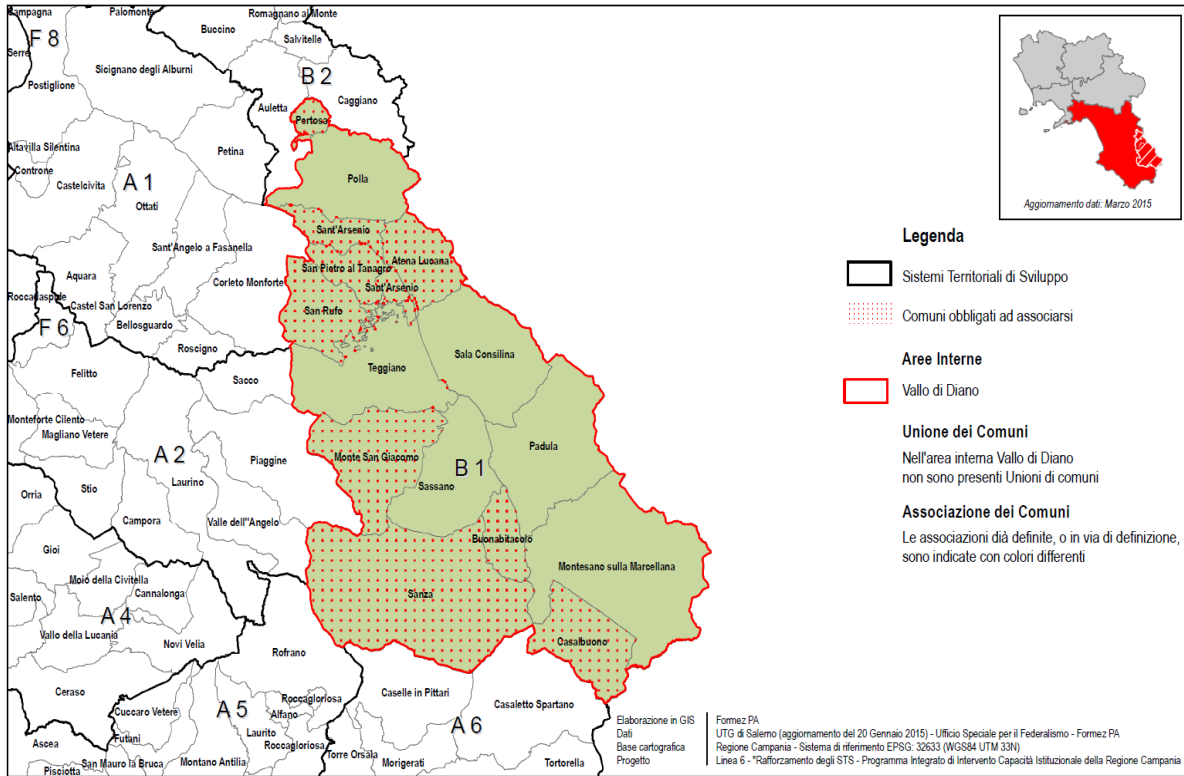 Campagna
Palomonte
Romagnano al Monte
Buccino
Salvitelle
F 8
Serre
Sicignano degli Alburni
B 2
Postiglione
Caggiano
Auletta
Pertosa
Altavilla Silentina
Petina
Controne
Polla
Castelcivita
A 1
Ottati
Sant'Arsenio
Sant'Angelo a Fasanella
Atena Lucana
San Pietro al Tanagro
Aquara
Corleto Monforte
Sant'Arsenio
Roccadaspide
Castel San Lorenzo
San Rufo
F 6
Bellosguardo
Roscigno
Sala Consilina
Felitto
Teggiano
Sacco
Monteforte Cilento
Magliano Vetere
Padula
A 2
Piaggine
Monte San Giacomo
B 1
Laurino
Sassano
Stio
Orria
Campora
Valle dell"Angelo
Buonabitacolo
Gioi
Montesano sulla Marcellana
Moio della Civitella
Cannalonga
Sanza
Salento
A 4
Vallo della Lucania
Novi Velia
Casalbuono
Rofrano
Ceraso
Caselle in Pittari
Roccagloriosa
Casaletto Spartano
Cuccaro Vetere
A 5
Alfano
A 6
Futani
Laurito
Ascea
Roccagloriosa
San Mauro la Bruca
Montano Antilia
Torre Orsaia
Morigerati
Tortorella
Pisciotta
Aggiornamento dati: Marzo 2015
Legenda
Sistemi Territoriali di Sviluppo
Comuni obbligati ad associarsi
Aree Interne
Vallo di Diano
Unione dei Comuni
Nell'area interna Vallo di Diano
non sono presenti Unioni di comuni
Associazione dei Comuni
Le associazioni dià definite, o in via di definizione,
sono indicate con colori differenti
Elaborazione in GIS Formez PA
Dati UTG di Salerno (aggiornamento del 20 Gennaio 2015) - Ufficio Speciale per il Federalismo - Formez PA
Base cartografica Regione Campania - Sistema di riferimento EPSG: 32633 (WGS84 UTM 33N)
Progetto Linea 6 - "Rafforzamento degli STS - Programma Integrato di Intervento Capacità Istituzionale della Regione Campania